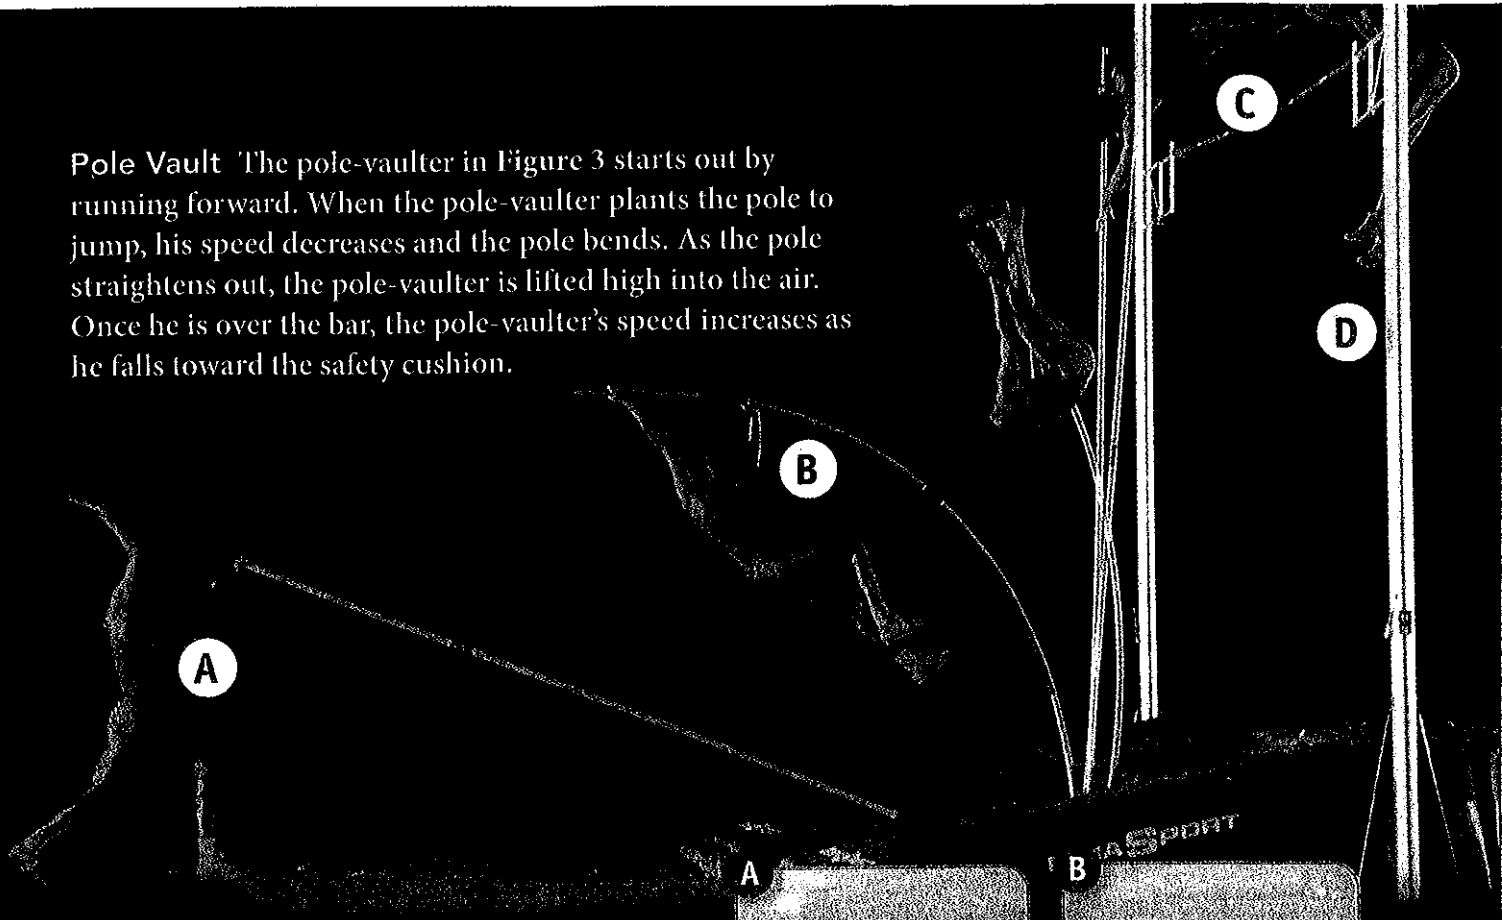 Pole Vault The pole-vaulter in Figure 3 starts out by
running forward. When the pole-vaulter plants the pole to
jump, his speed decreases and the pole bends. As the pole
straightens out, the pole-vaulter is lifted high into the air.
Once he is over the bar, the pole-vaulter's speed increases as
he falls toward the safety cushion.
C
D
B
A
SPORT
A
B